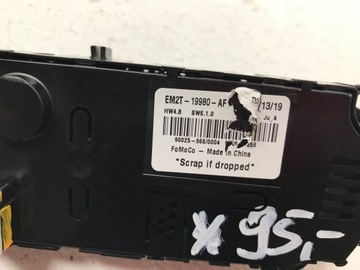 EM2T-19980-AF
/13/19
HW4.8 SW6.1.0
Ju_A
90025-866/0004
FoMoCo - Made in China
*Scrap if dropped*
x 95,-